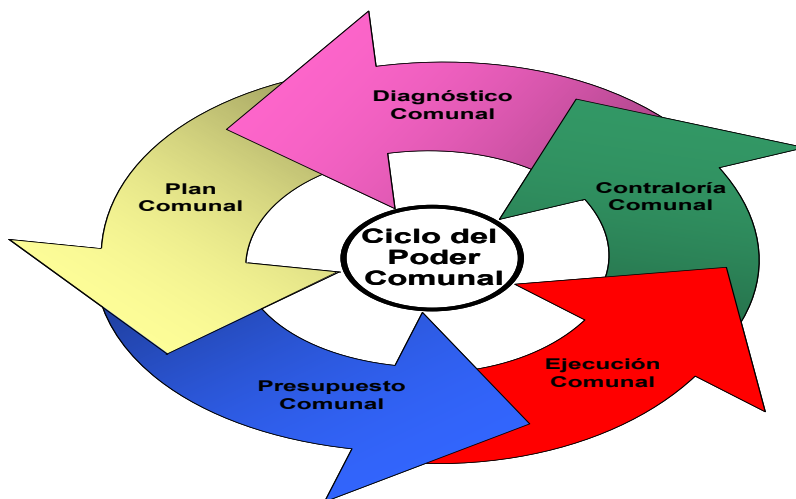 Diagnóstico
Comunal
Plan
Comunal
Contraloría
Comunal
Ciclo del
Poder
Comunal
Presupuesto
Comunal
Ejecución
Comunal